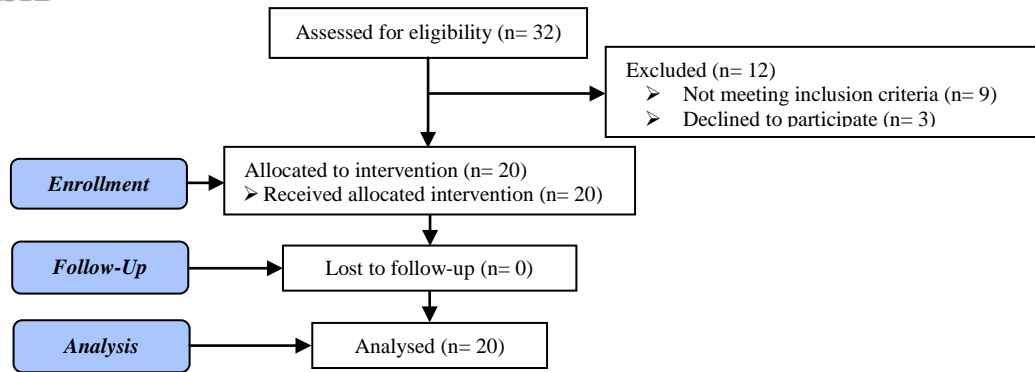 Assessed for eligibility (n= 32)
Excluded (n= 12)
➢ Not meeting inclusion criteria (n= 9)
➢ Declined to participate (n= 3)
Enrollment
Allocated to intervention (n= 20)
➢ Received allocated intervention (n= 20)
Follow-Up
Lost to follow-up (n= 0)
Analysis
Analysed (n= 20)